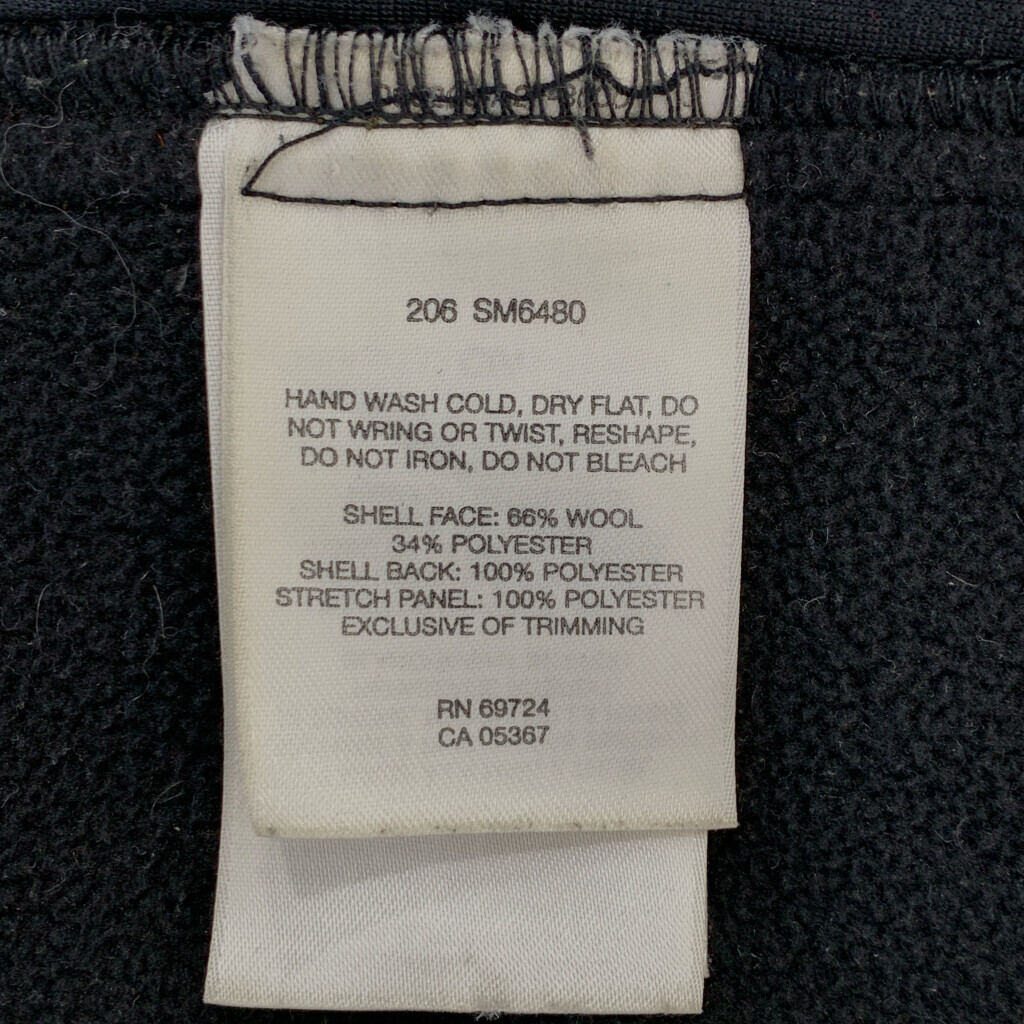 206 SM6480
HAND WASH COLD, DRY FLAT, DO
NOT WRING OR TWIST, RESHAPE,
DO NOT IRON, DO NOT BLEACH
SHELL FACE: 66% WOOL
34% POLYESTER
SHELL BACK: 100% POLYESTER
STRETCH PANEL: 100% POLYESTER
EXCLUSIVE OF TRIMMING
RN 69724
CA 05367